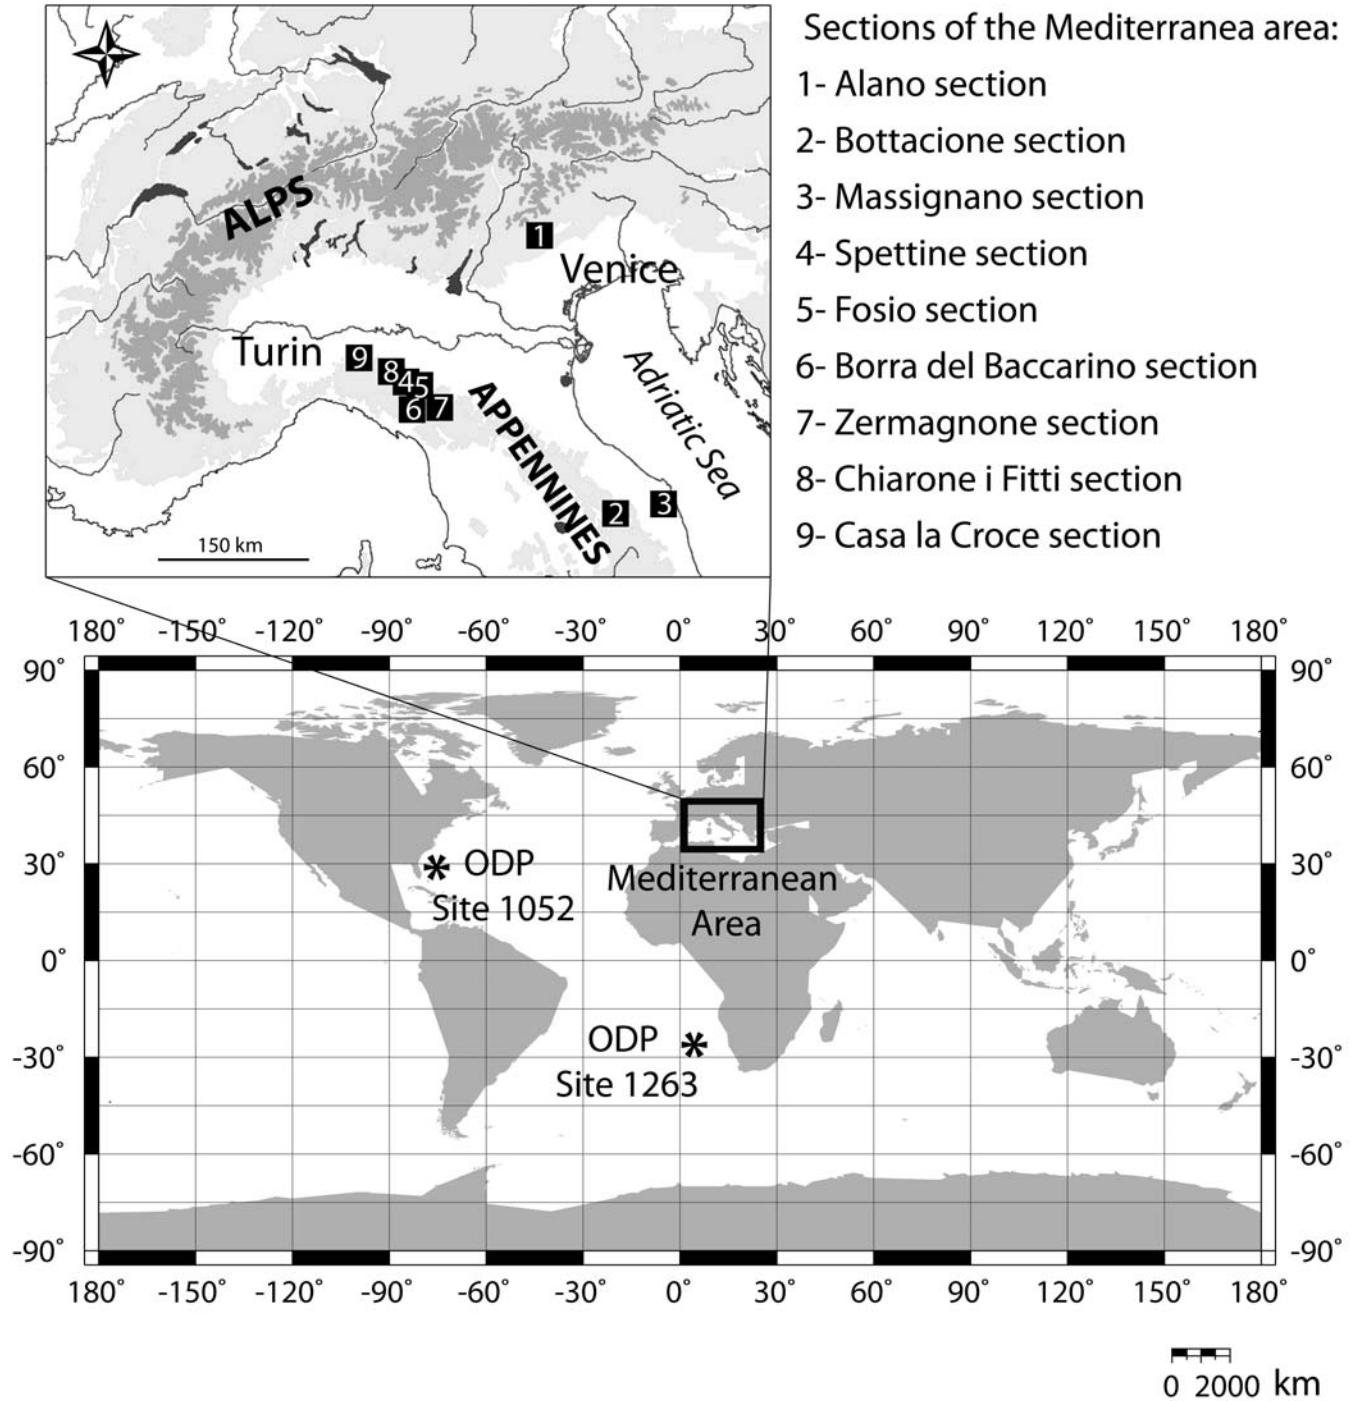 Sections of the Mediterranea area:
1- Alano section
2- Bottacione section
3- Massignano section
4- Spettine section
5- Fosio section
6- Borra del Baccarino section
7- Zermagnone section
8- Chiarone i Fitti section
9- Casa la Croce section
ALPS
1
Venice
Turin
9
8
4
5
6
7
APPENNINES
Adriatic Sea
2
3
150 km
180° -150° -120° -90° -60° -30° 0° 30° 60° 90° 120° 150° 180°
90° 90°
60° 60°
30° 30°
0° 0°
-30° -30°
-60° -60°
-90° -90°
* ODP
Site 1052
Mediterranean
Area
ODP *
Site 1263
180° -150° -120° -90° -60° -30° 0° 30° 60° 90° 120° 150° 180°
0 2000 km